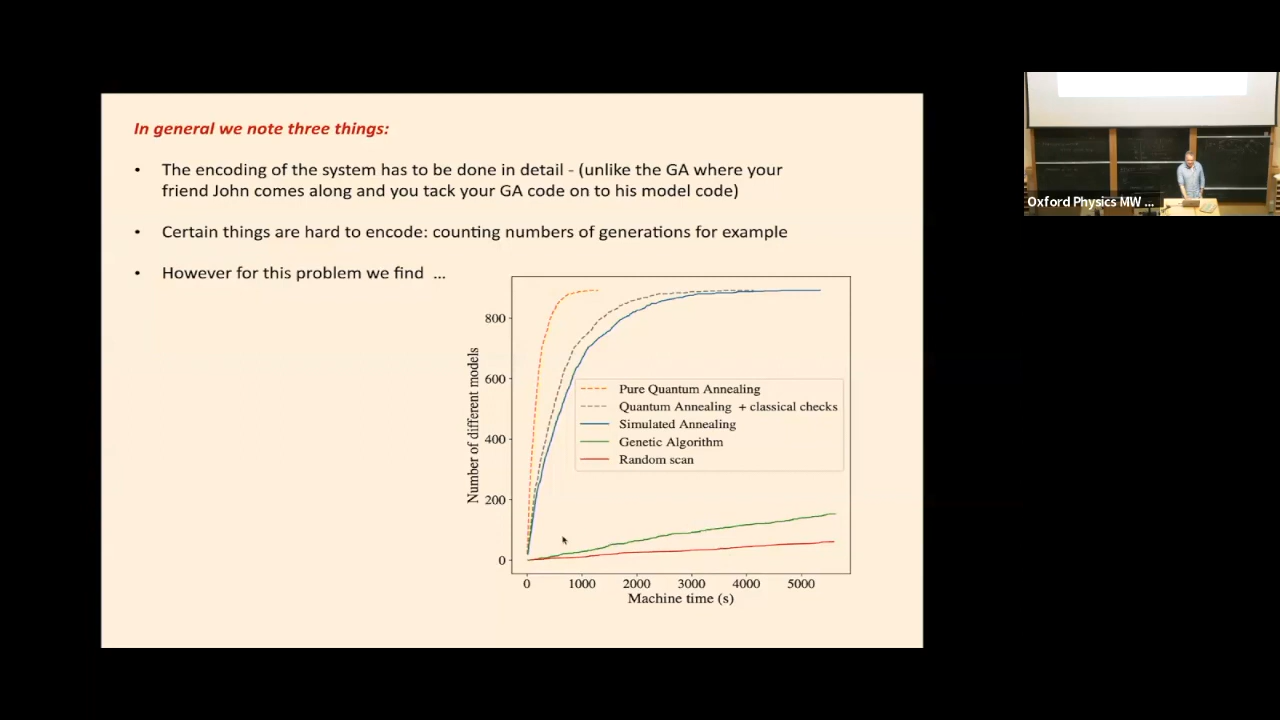 In general we note three things:
• The encoding of the system has to be done in detail - (unlike the GA where your
friend John comes along and you tack your GA code on to his model code)
• Certain things are hard to encode: counting numbers of generations for example
• However for this problem we find ...
Number of different models
800
600
400
200
0
Pure Quantum Annealing
Quantum Annealing + classical checks
Simulated Annealing
Genetic Algorithm
Random scan
0 1000 2000 3000 4000 5000
Machine time (s)
Oxford Physics MW ...